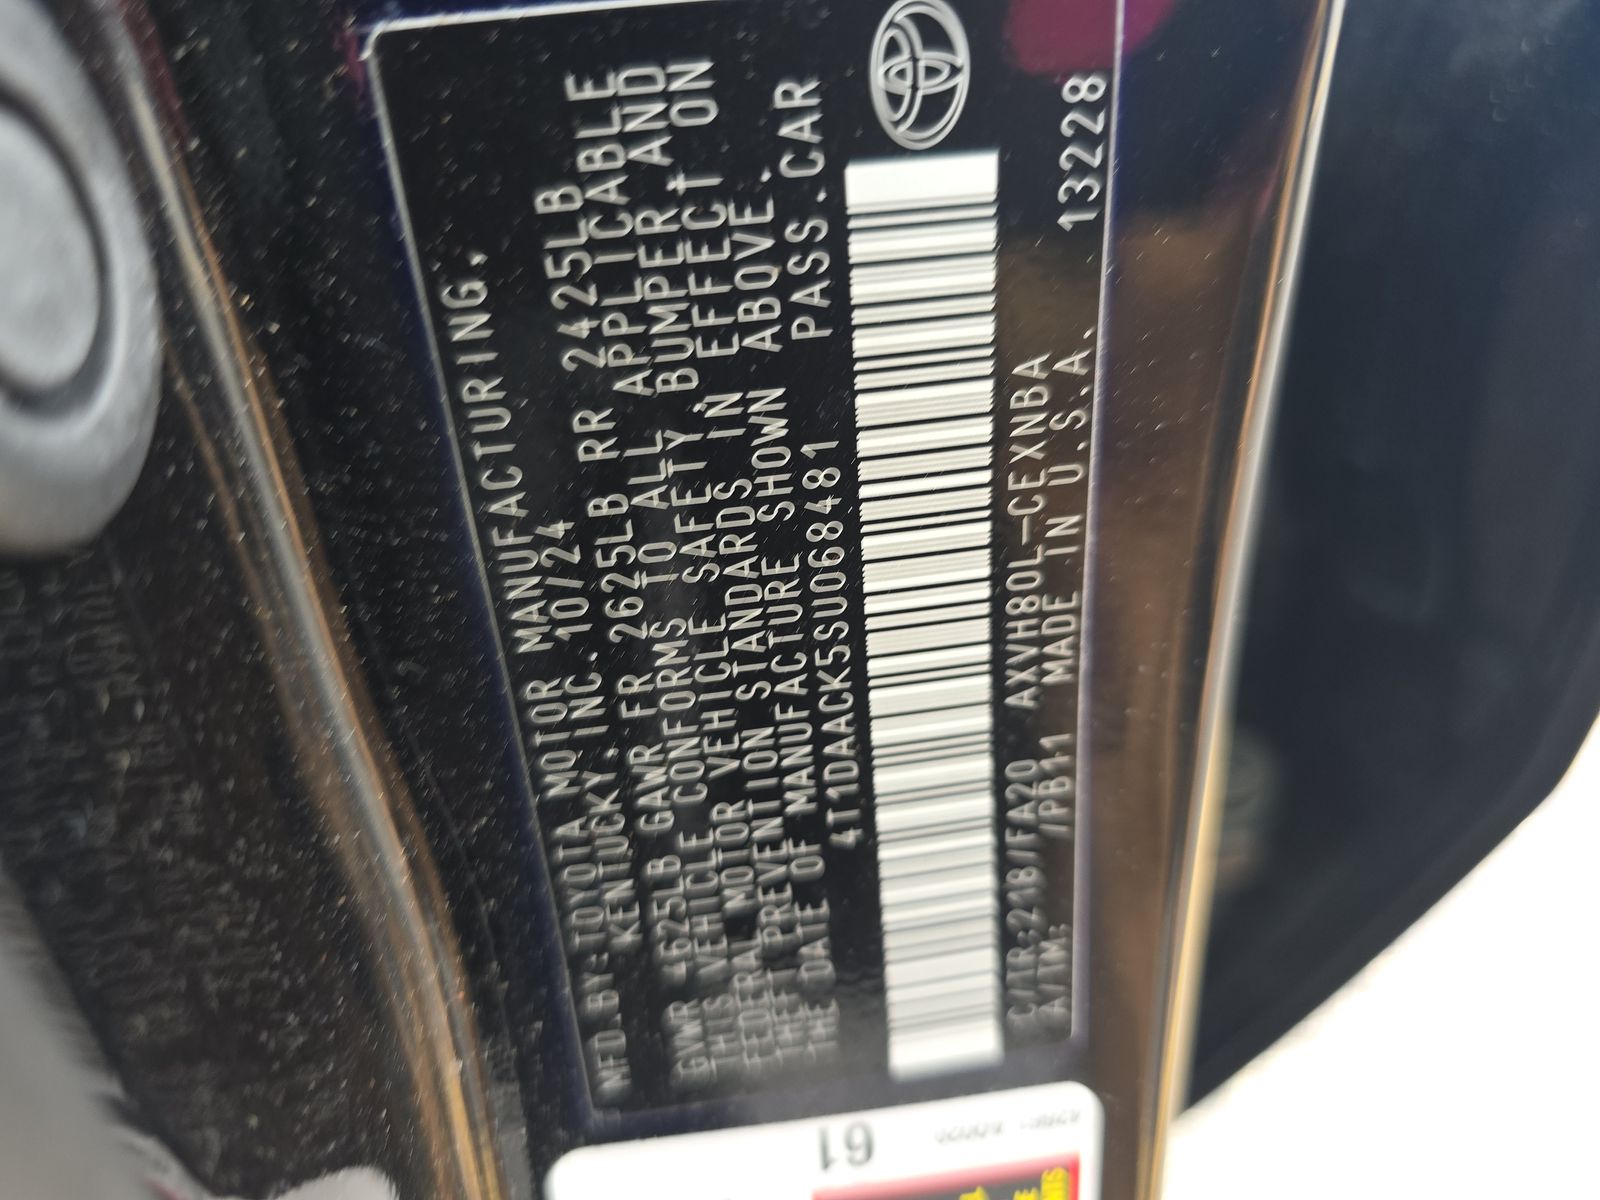 MFD.BY:TOYOTA MOTOR MANUFACTURING,
KENTUCKY,INC.10/24
GVWR 4625LB GAWR FR 2625LB RR 2425LB
THIS VEHICLE CONFORMS TO ALL APPLICABLE
FEDERAL MOTOR VEHICLE SAFETY, BUMPER, AND
THEFT PREVENTION STANDARDS IN EFFECT ON
THE DATE OF MANUFACTURE SHOWN ABOVE.
4T1DAACK5SU068481 PASS.CAR
C/TR:218/FA20 AXVH80L-CEXNBA
A/TM: /PB11 MADE IN U.S.A. 13228
61